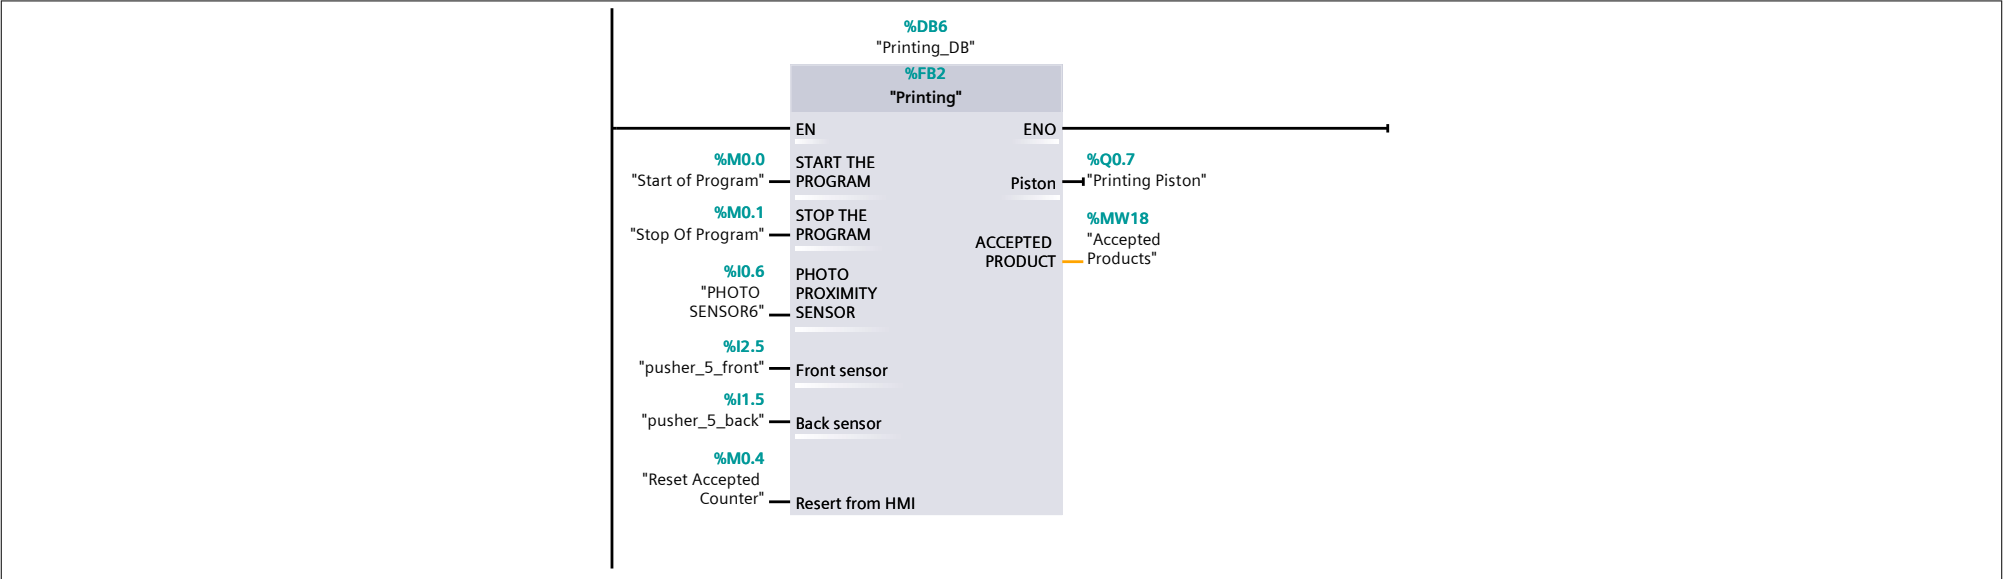 %DB6
"Printing_DB"
%FB2
"Printing"
EN
ENO
%M0.0
"Start of Program"
START THE
PROGRAM
%M0.1
"Stop Of Program"
STOP THE
PROGRAM
%I0.6
"PHOTO
SENSOR6"
PHOTO
PROXIMITY
SENSOR
%I2.5
"pusher_5_front"
Front sensor
%I1.5
"pusher_5_back"
Back sensor
%M0.4
"Reset Accepted
Counter"
Resert from HMI
Piston
%Q0.7
"Printing Piston"
ACCEPTED
PRODUCT
%MW18
"Accepted
Products"